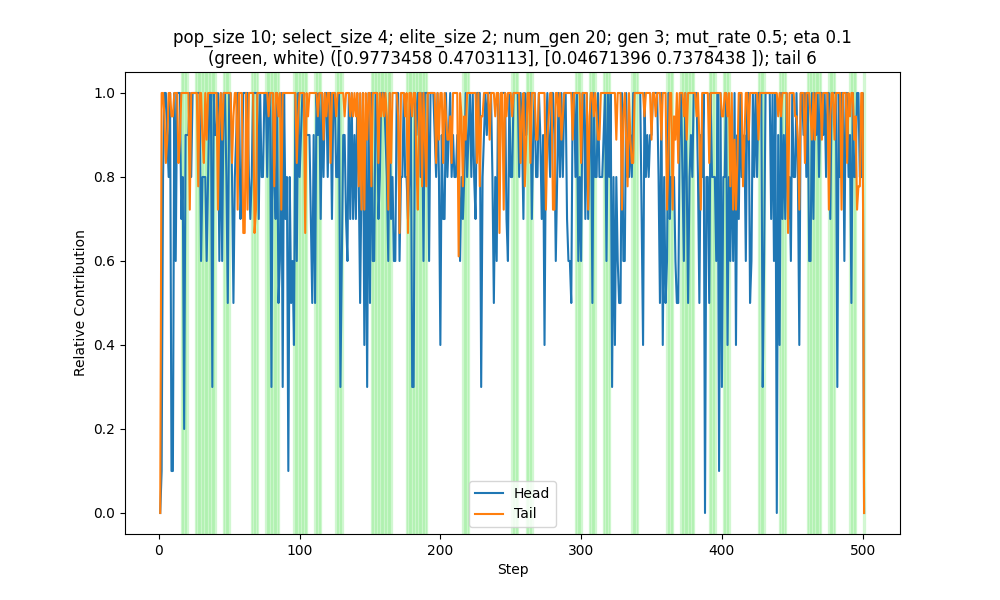 pop_size 10; select_size 4; elite_size 2; num_gen 20; gen 3; mut_rate 0.5; eta 0.1
(green, white) ([0.9773458 0.4703113], [0.04671396 0.7378438 ]); tail 6
1.0
0.8
0.6
0.4
0.2
0.0
Relative Contribution
Head
Tail
0
100
200
300
400
500
Step